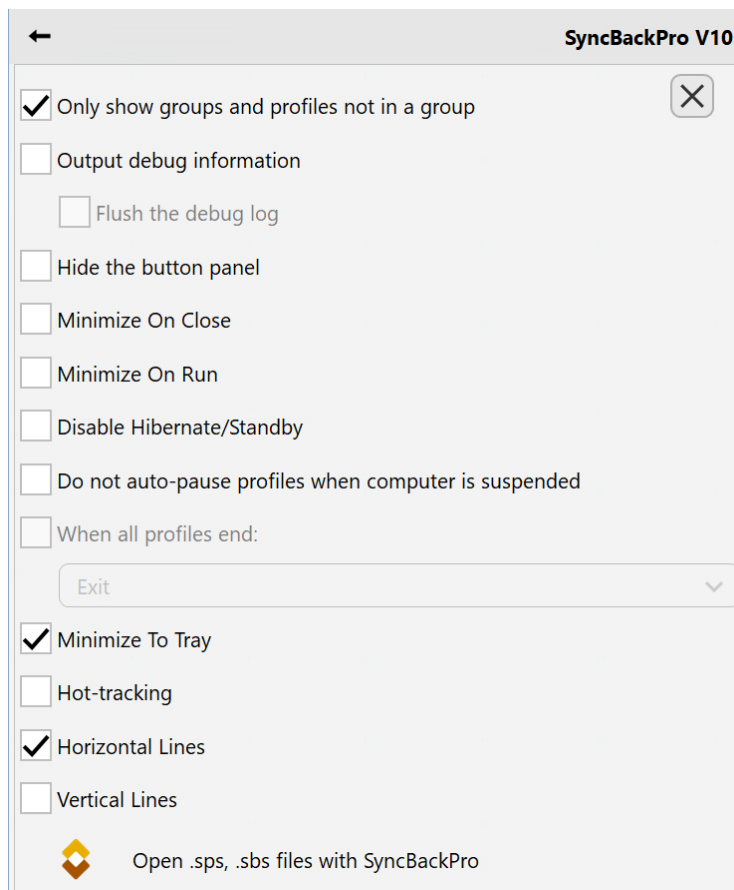 SyncBackPro V10
Only show groups and profiles not in a group
Output debug information
Flush the debug log
Hide the button panel
Minimize On Close
Minimize On Run
Disable Hibernate/Standby
Do not auto-pause profiles when computer is suspended
When all profiles end:
Exit
Minimize To Tray
Hot-tracking
Horizontal Lines
Vertical Lines
Open .sps, .sbs files with SyncBackPro